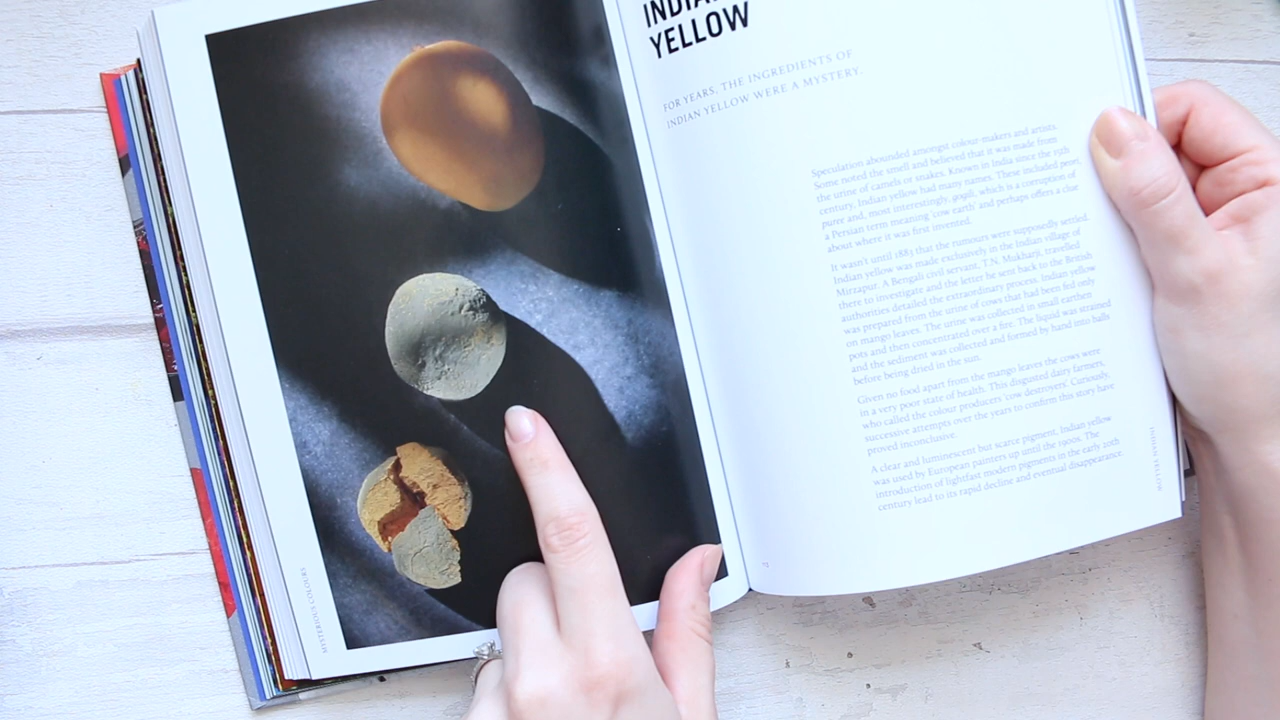 INDIAN
YELLOW
FOR YEARS, THE INGREDIENTS OF
INDIAN YELLOW WERE A MYSTERY.
Speculation abounded amongst colour-makers and artists.
Some noted the smell and believed that it was made from
the urine of camels or snakes. Known in India since the 15th
century, Indian yellow had many names. These included peori,
puree and, most interestingly, gogili, which is a corruption of
a Persian term meaning 'cow earth' and perhaps offers a clue
about where it was first invented.
It wasn't until 1883 that the rumours were supposedly settled.
Indian yellow was made exclusively in the Indian village of
Mirzapur. A Bengali civil servant, T.N. Mukharji, travelled
there to investigate and the letter he sent back to the British
authorities detailed the extraordinary process. Indian yellow
was prepared from the urine of cows that had been fed only
on mango leaves. The urine was collected in small earthen
pots and then concentrated over a fire. The liquid was strained
and the sediment was collected and formed by hand into balls
before being dried in the sun.
Given no food apart from the mango leaves the cows were
in a very poor state of health. This disgusted dairy farmers,
who called the colour producers 'cow destroyers'. Curiously,
successive attempts over the years to confirm this story have
proved inconclusive.
A clear and luminescent but scarce pigment, Indian yellow
was used by European painters up until the 1900s. The
introduction of lightfast modern pigments in the early 20th
century lead to its rapid decline and eventual disappearance.
MYSTERIOUS COLOURS
INDIAN YELLOW